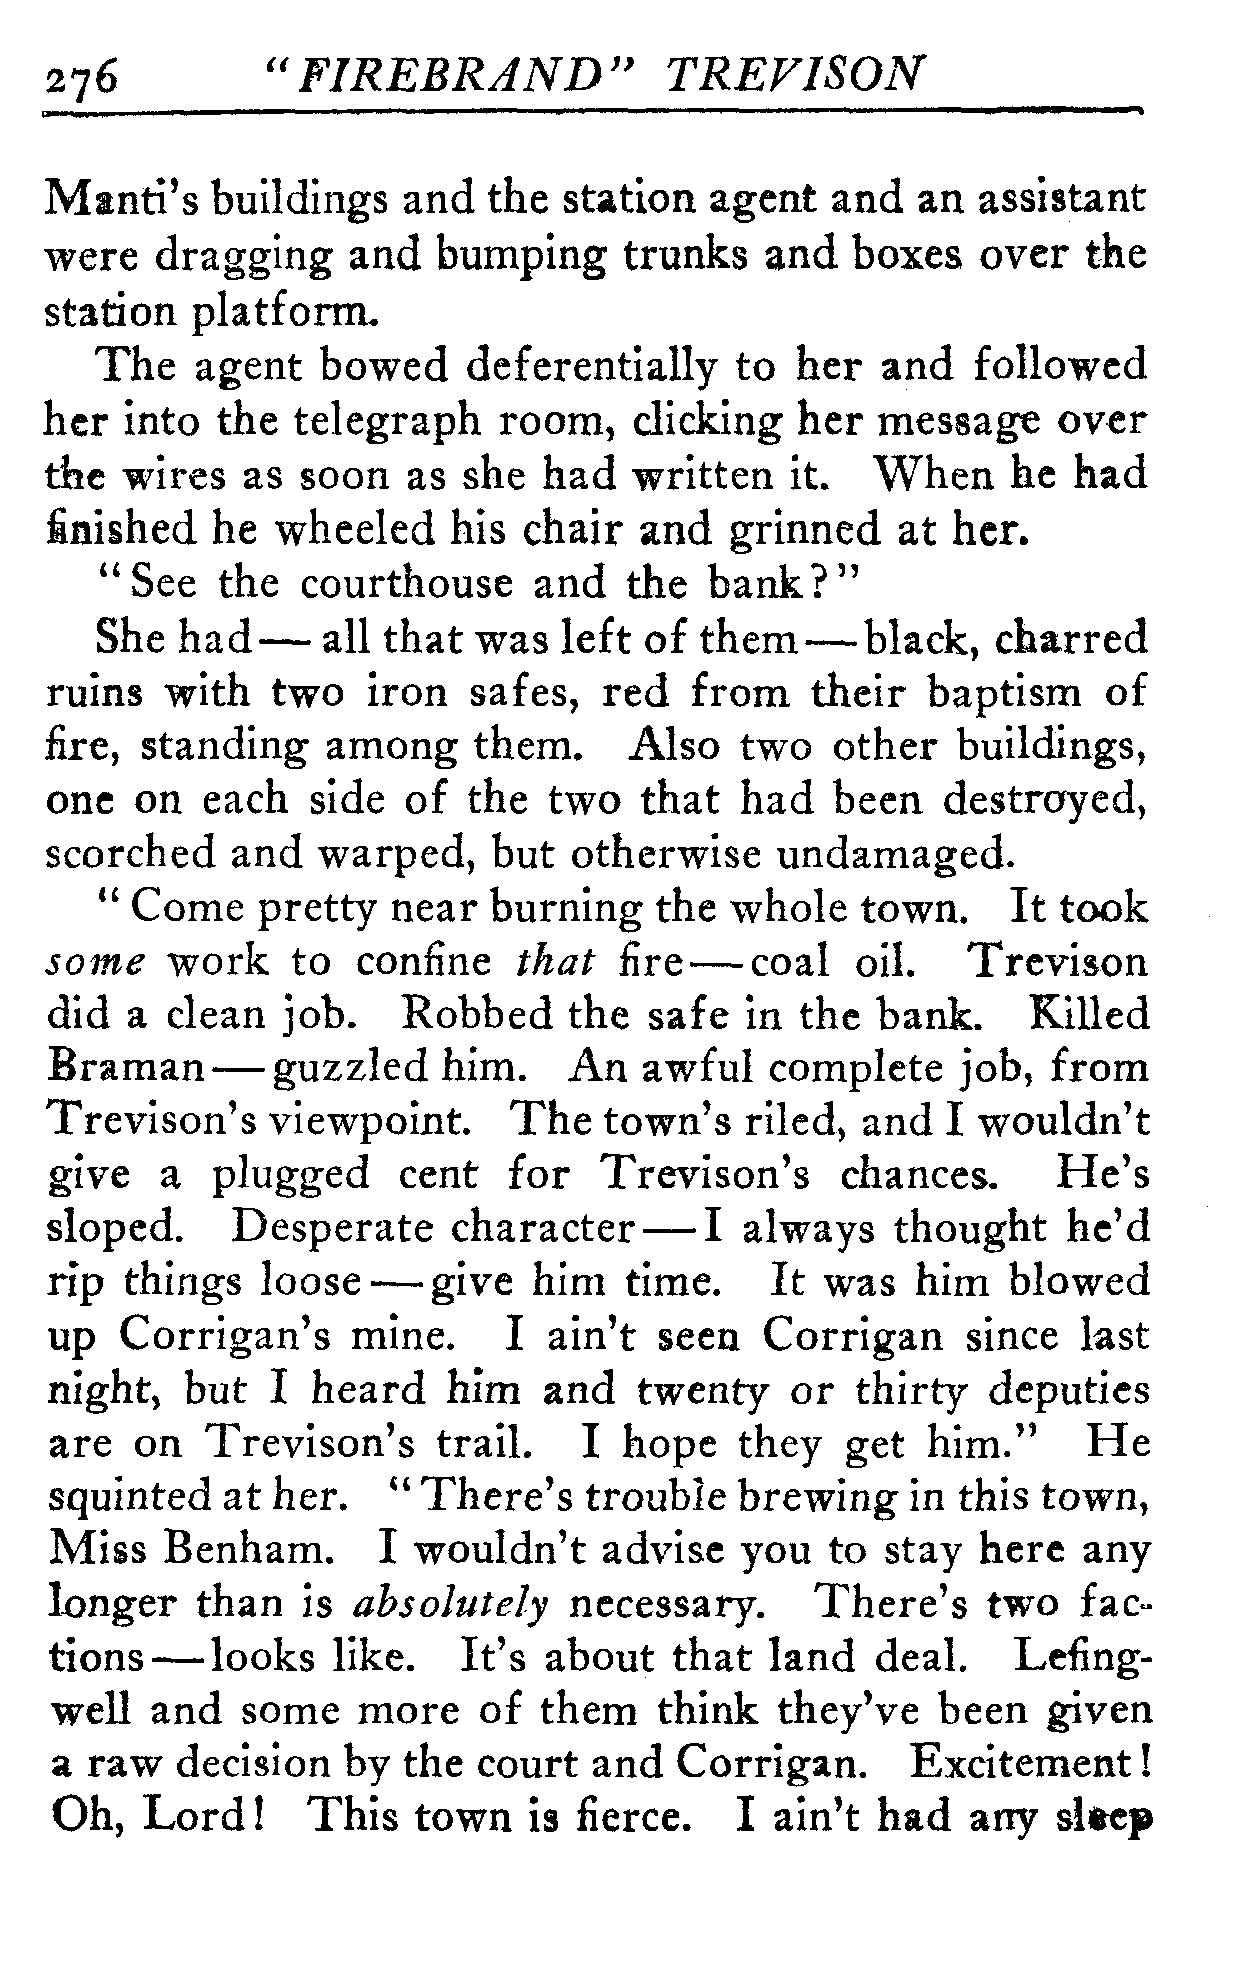 276 "FIREBRAND" TREVISON
Manti's buildings and the station agent and an assistant
were dragging and bumping trunks and boxes over the
station platform.
The agent bowed deferentially to her and followed
her into the telegraph room, clicking her message over
the wires as soon as she had written it. When he had
finished he wheeled his chair and grinned at her.
"See the courthouse and the bank?"
She had— all that was left of them—black, charred
ruins with two iron safes, red from their baptism of
fire, standing among them. Also two other buildings,
one on each side of the two that had been destroyed,
scorched and warped, but otherwise undamaged.
"Come pretty near burning the whole town. It took
some work to confine that fire—coal oil. Trevison
did a clean job. Robbed the safe in the bank. Killed
Braman—guzzled him. An awful complete job, from
Trevison's viewpoint. The town's riled, and I wouldn't
give a plugged cent for Trevison's chances. He's
sloped. Desperate character—I always thought he'd
rip things loose—give him time. It was him blowed
up Corrigan's mine. I ain't seen Corrigan since last
night, but I heard him and twenty or thirty deputies
are on Trevison's trail. I hope they get him." He
squinted at her. "There's trouble brewing in this town,
Miss Benham. I wouldn't advise you to stay here any
longer than is absolutely necessary. There's two fac-
tions—looks like. It's about that land deal. Lefing-
well and some more of them think they've been given
a raw decision by the court and Corrigan. Excitement!
Oh, Lord! This town is fierce. I ain't had any sleep